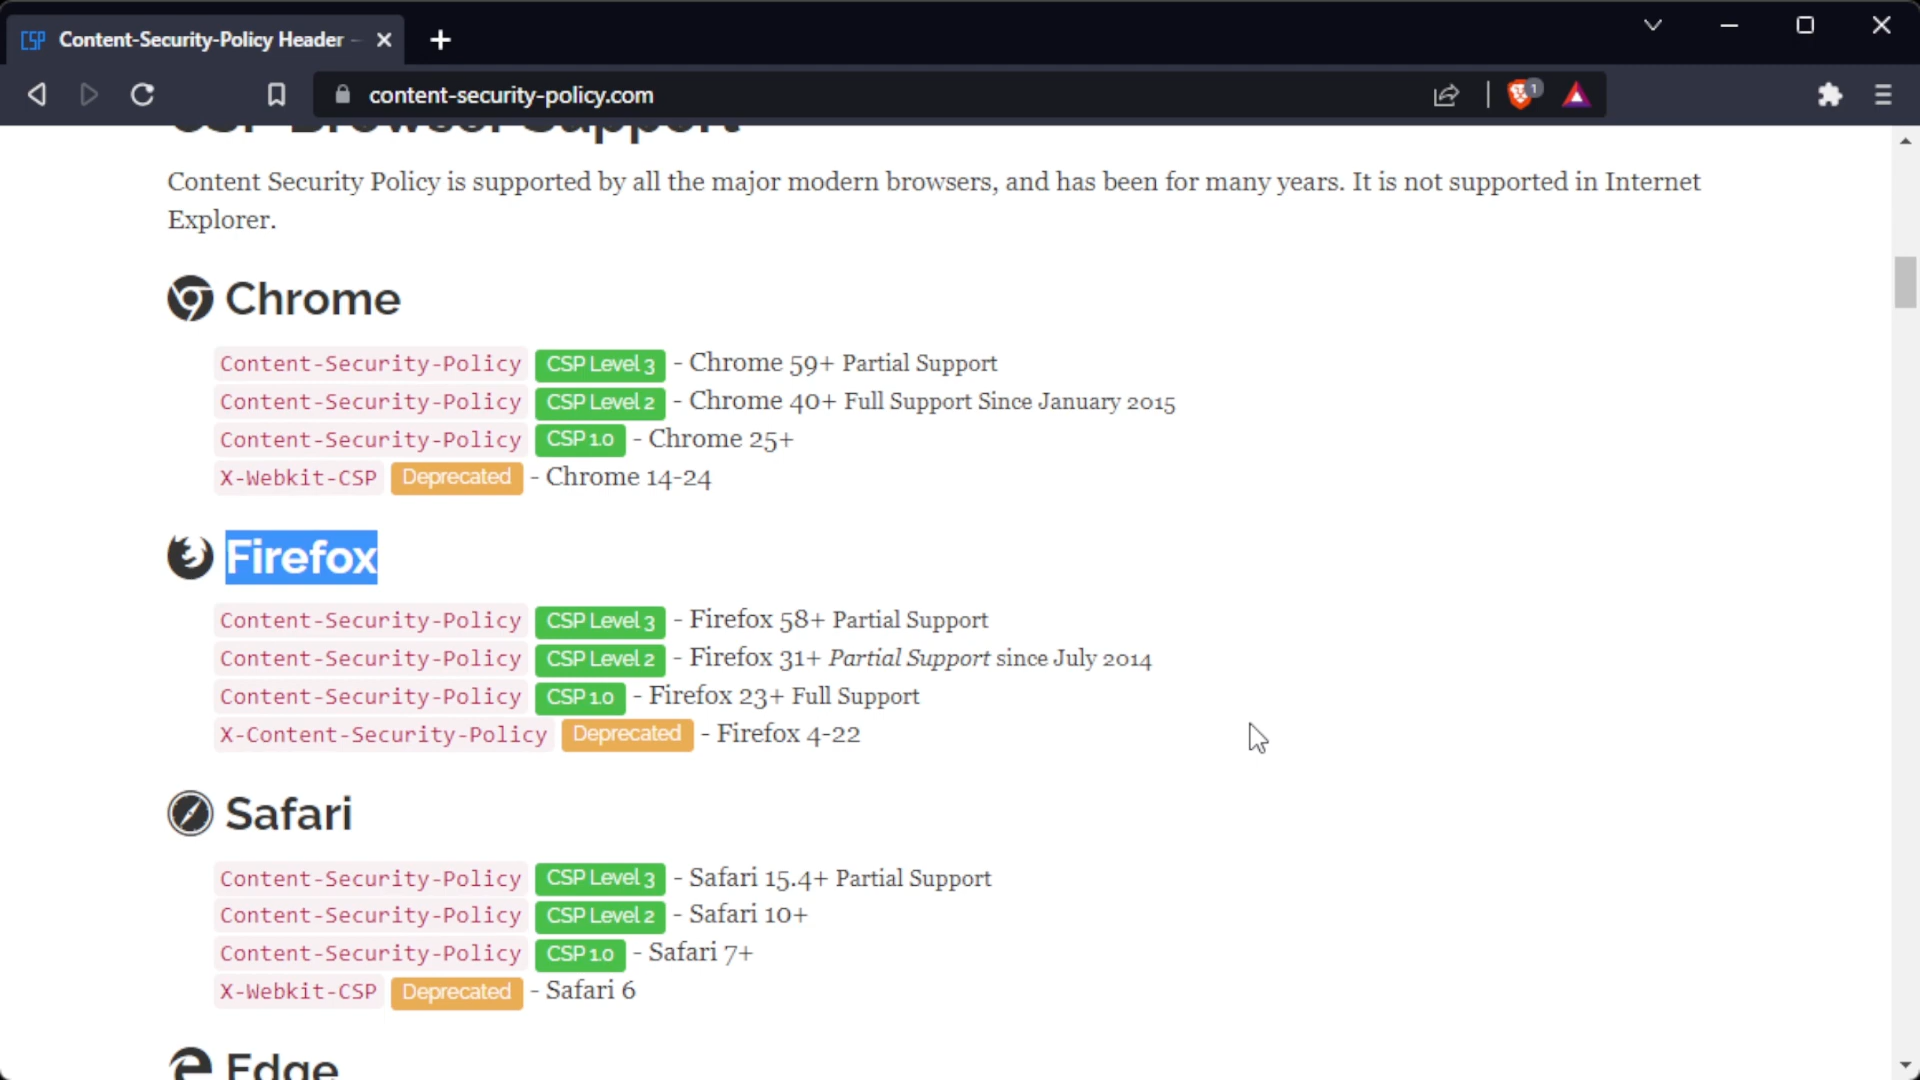 CSP Content-Security-Policy Header –
content-security-policy.com
1
CSP Browser Support
Content Security Policy is supported by all the major modern browsers, and has been for many years. It is not supported in Internet
Explorer.
Chrome
Content-Security-Policy CSP Level 3 - Chrome 59+ Partial Support
Content-Security-Policy CSP Level 2 - Chrome 40+ Full Support Since January 2015
Content-Security-Policy CSP 1.0 - Chrome 25+
X-Webkit-CSP Deprecated - Chrome 14-24
Firefox
Content-Security-Policy CSP Level 3 - Firefox 58+ Partial Support
Content-Security-Policy CSP Level 2 - Firefox 31+ Partial Support since July 2014
Content-Security-Policy CSP 1.0 - Firefox 23+ Full Support
X-Content-Security-Policy Deprecated - Firefox 4-22
Safari
Content-Security-Policy CSP Level 3 - Safari 15.4+ Partial Support
Content-Security-Policy CSP Level 2 - Safari 10+
Content-Security-Policy CSP 1.0 - Safari 7+
X-Webkit-CSP Deprecated - Safari 6
Edge